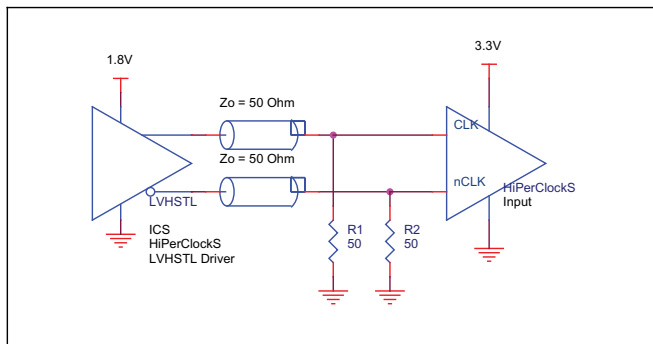 1.8V
3.3V
Zo = 50 Ohm
CLK
Zo = 50 Ohm
nCLK
LVHSTL
HiPerClockS
Input
ICS
HiPerClockS
LVHSTL Driver
R1
50
R2
50